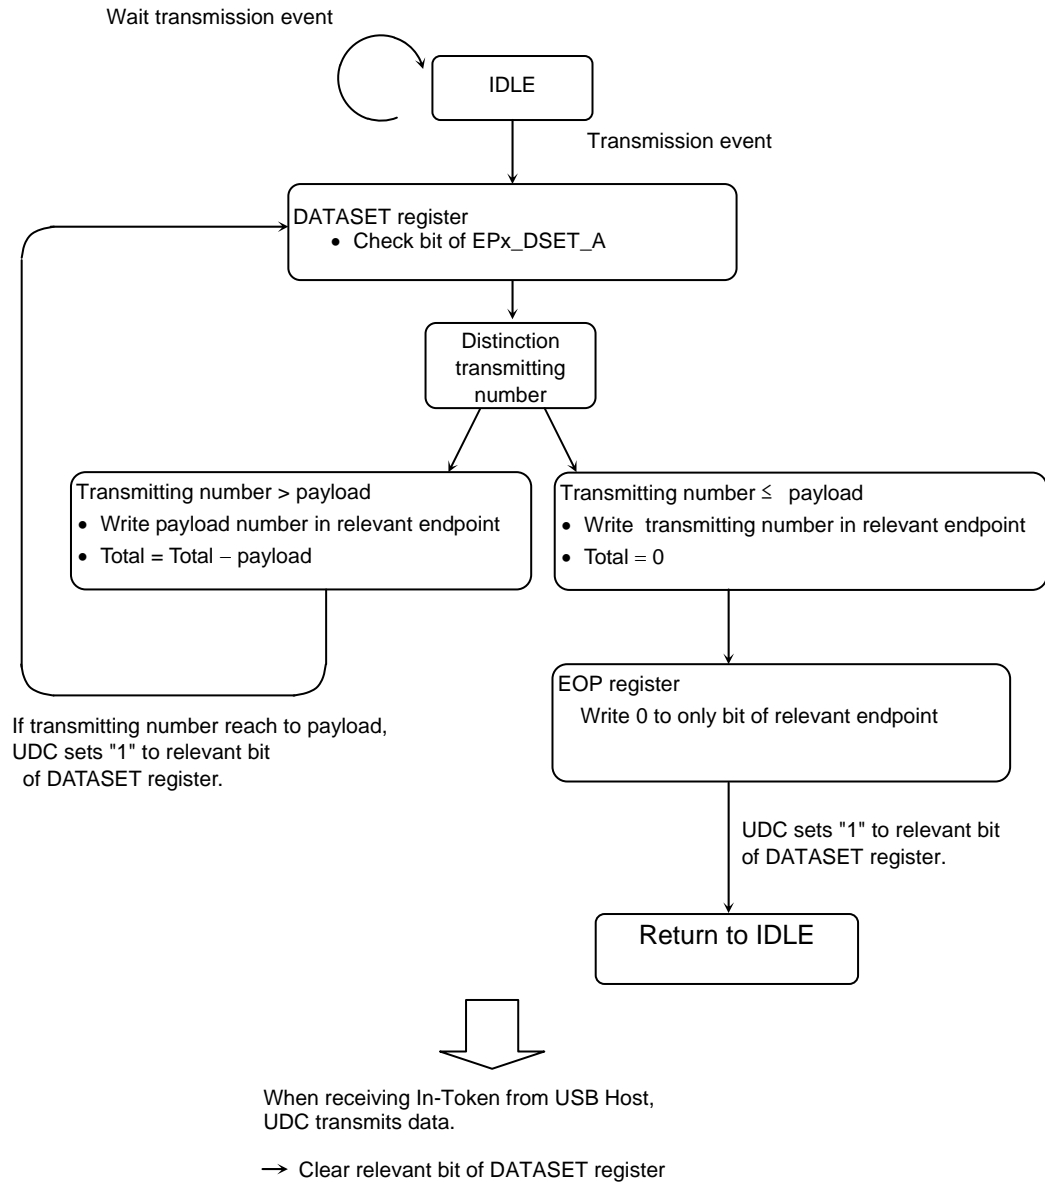 Wait transmission event
IDLE
Transmission event
DATASET register
• Check bit of EPx_DSET_A
Distinction
transmitting
number
Transmitting number > payload
• Write payload number in relevant endpoint
• Total = Total − payload
Transmitting number ≤ payload
• Write transmitting number in relevant endpoint
• Total = 0
EOP register
Write 0 to only bit of relevant endpoint
If transmitting number reach to payload,
UDC sets "1" to relevant bit
of DATASET register.
UDC sets "1" to relevant bit
of DATASET register.
Return to IDLE
When receiving In-Token from USB Host,
UDC transmits data.
→ Clear relevant bit of DATASET register